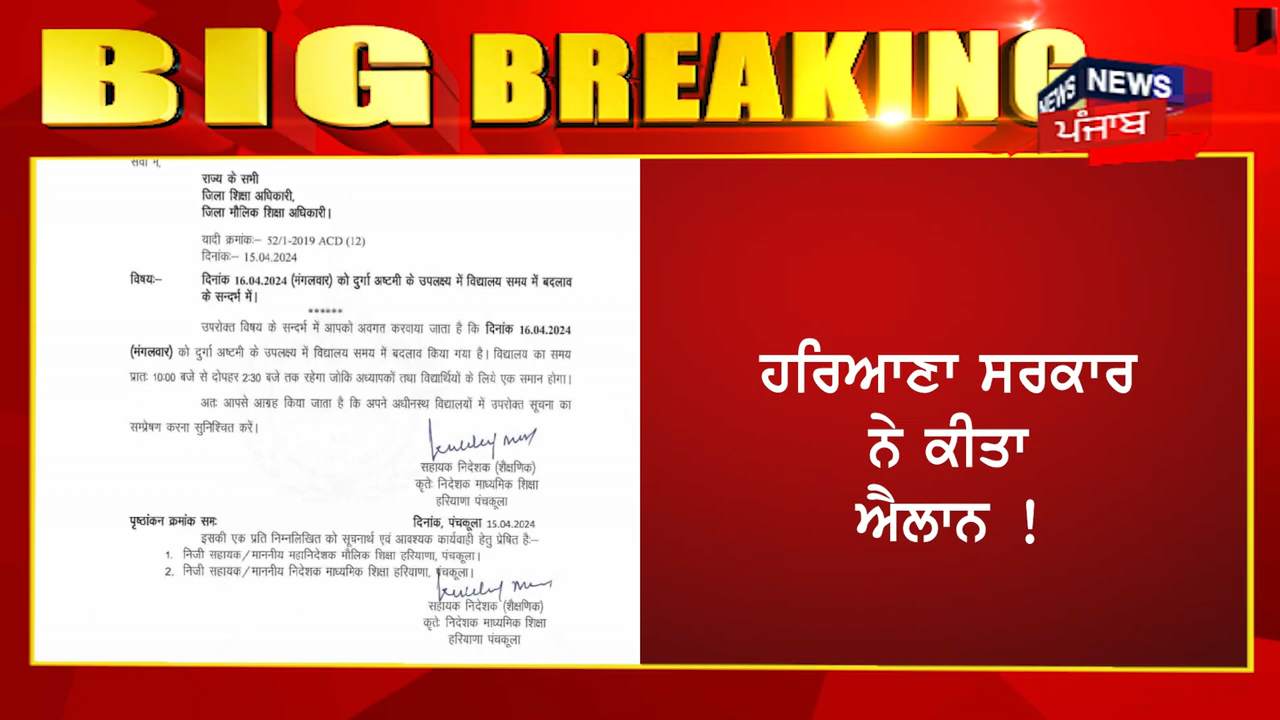 BIG BREAKING
NEWS NEWS
ਪੰਜਾਬ
सेवा में,
राज्य के सभी
जिला शिक्षा अधिकारी,
जिला मौलिक शिक्षा अधिकारी।
यादी क्रमांकः– 52/1-2019 ACD (12)
दिनांकः– 15.04.2024
विषयः– दिनांक 16.04.2024 (मंगलवार) को दुर्गा अष्टमी के उपलक्ष्य में विद्यालय समय में बदलाव
के सन्दर्भ में।
******
उपरोक्त विषय के सन्दर्भ में आपको अवगत करवाया जाता है कि दिनांक 16.04.2024
(मंगलवार) को दुर्गा अष्टमी के उपलक्ष्य में विद्यालय समय में बदलाव किया गया है। विद्यालय का समय
प्रातः 10:00 बजे से दोपहर 2:30 बजे तक रहेगा जोकि अध्यापकों तथा विद्यार्थियों के लिये एक समान होगा।
अतः आपसे आग्रह किया जाता है कि अपने अधीनस्थ विद्यालयों में उपरोक्त सूचना का
सम्प्रेषण करना सुनिश्चित करें।
सहायक निदेशक (शैक्षणिक)
कृतेः निदेशक माध्यमिक शिक्षा
हरियाणा पंचकूला
पृष्ठांकन क्रमांक समः दिनांक, पंचकूला 15.04.2024
इसकी एक प्रति निम्नलिखित को सूचनार्थ एवं आवश्यक कार्यवाही हेतु प्रेषित हैः–
1. निजी सहायक/माननीय महानिदेशक मौलिक शिक्षा हरियाणा, पंचकूला।
2. निजी सहायक/माननीय निदेशक माध्यमिक शिक्षा हरियाणा, पंचकूला।
सहायक निदेशक (शैक्षणिक)
कृतेः निदेशक माध्यमिक शिक्षा
हरियाणा पंचकूला
ਹਰਿਆਣਾ ਸਰਕਾਰ
ਨੇ ਕੀਤਾ
ਐਲਾਨ !